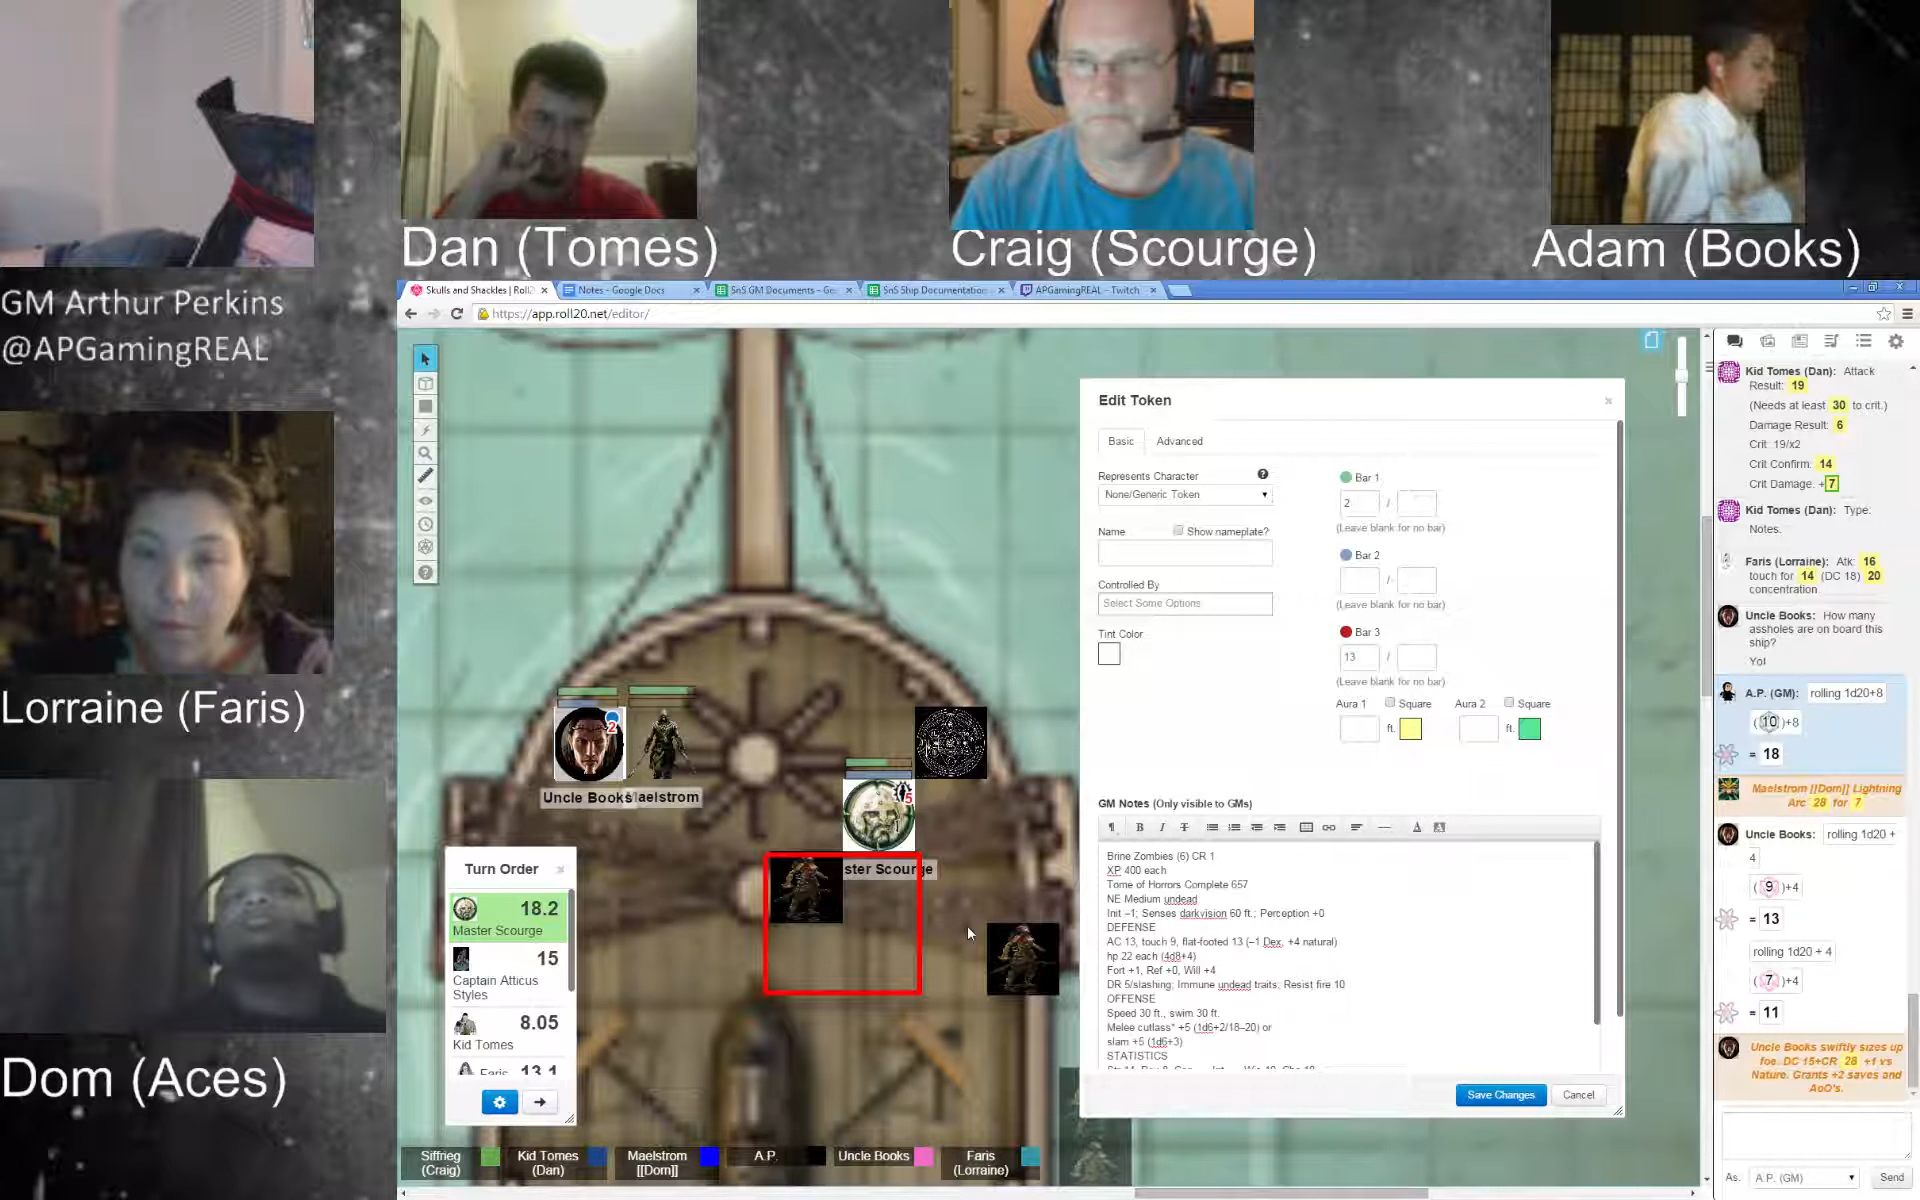 Dan (Tomes)
Craig (Scourge)
Adam (Books)
GM Arthur Perkins
@APGamingREAL
Lorraine (Faris)
Dom (Aces)
Skulls and Shackles | Roll2
Notes - Google Docs
SnS GM Documents - Go
SnS Ship Documentation
APGamingREAL - Twitch
https://app.roll20.net/editor/
Uncle Books
Maelstrom
2
5
ster Scourge
Turn Order
18.2
Master Scourge
15
Captain Atticus
Styles
8.05
Kid Tomes
Faris
13.1
Siffrieg
(Craig)
Kid Tomes
(Dan)
Maelstrom
[[Dom]]
A.P.
Uncle Books
Faris
(Lorraine)
Edit Token
Basic
Advanced
Represents Character
None/Generic Token
Name
Show nameplate?
Controlled By
Select Some Options
Tint Color
Bar 1
2 /
(Leave blank for no bar)
Bar 2
/
(Leave blank for no bar)
Bar 3
13 /
(Leave blank for no bar)
Aura 1
Square
Aura 2
Square
ft.
ft.
GM Notes (Only visible to GMs)
Brine Zombies (6) CR 1
XP 400 each
Tome of Horrors Complete 657
NE Medium undead
Init –1; Senses darkvision 60 ft.; Perception +0
DEFENSE
AC 13, touch 9, flat-footed 13 (–1 Dex, +4 natural)
hp 22 each (4d8+4)
Fort +1, Ref +0, Will +4
DR 5/slashing; Immune undead traits; Resist fire 10
OFFENSE
Speed 30 ft., swim 30 ft.
Melee cutlass* +5 (1d6+2/18–20) or
slam +5 (1d6+3)
STATISTICS
Save Changes
Cancel
Kid Tomes (Dan): Attack
Result: 19
(Needs at least 30 to crit.)
Damage Result: 6
Crit: 19/x2
Crit Confirm: 14
Crit Damage: +7
Kid Tomes (Dan): Type:
Notes.
Faris (Lorraine): Atk: 16
touch for 14 (DC 18) 20
concentration
Uncle Books: How many
assholes are on board this
ship?
Yo!
A.P. (GM): rolling 1d20+8
(10)+8
= 18
Maelstrom [[Dom]] Lightning
Arc 28 for 7
Uncle Books: rolling 1d20 +
4
(9)+4
= 13
rolling 1d20 + 4
(7)+4
= 11
Uncle Books swiftly sizes up
foe. DC 15+CR 28 +1 vs
Nature. Grants +2 saves and
AoO's.
As: A.P. (GM)
Send